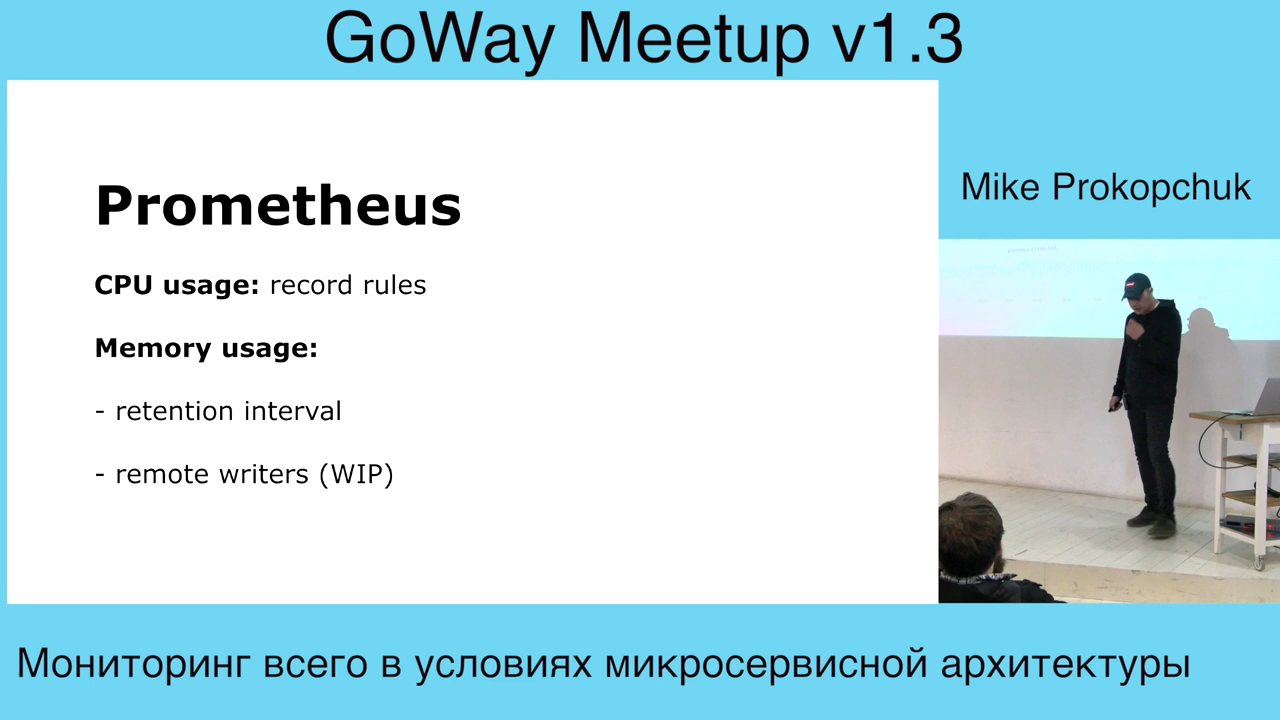 GoWay Meetup v1.3
Prometheus
CPU usage: record rules
Memory usage:
- retention interval
- remote writers (WIP)
Mike Prokopchuk
Мониторинг всего в условиях микросервисной архитектуры